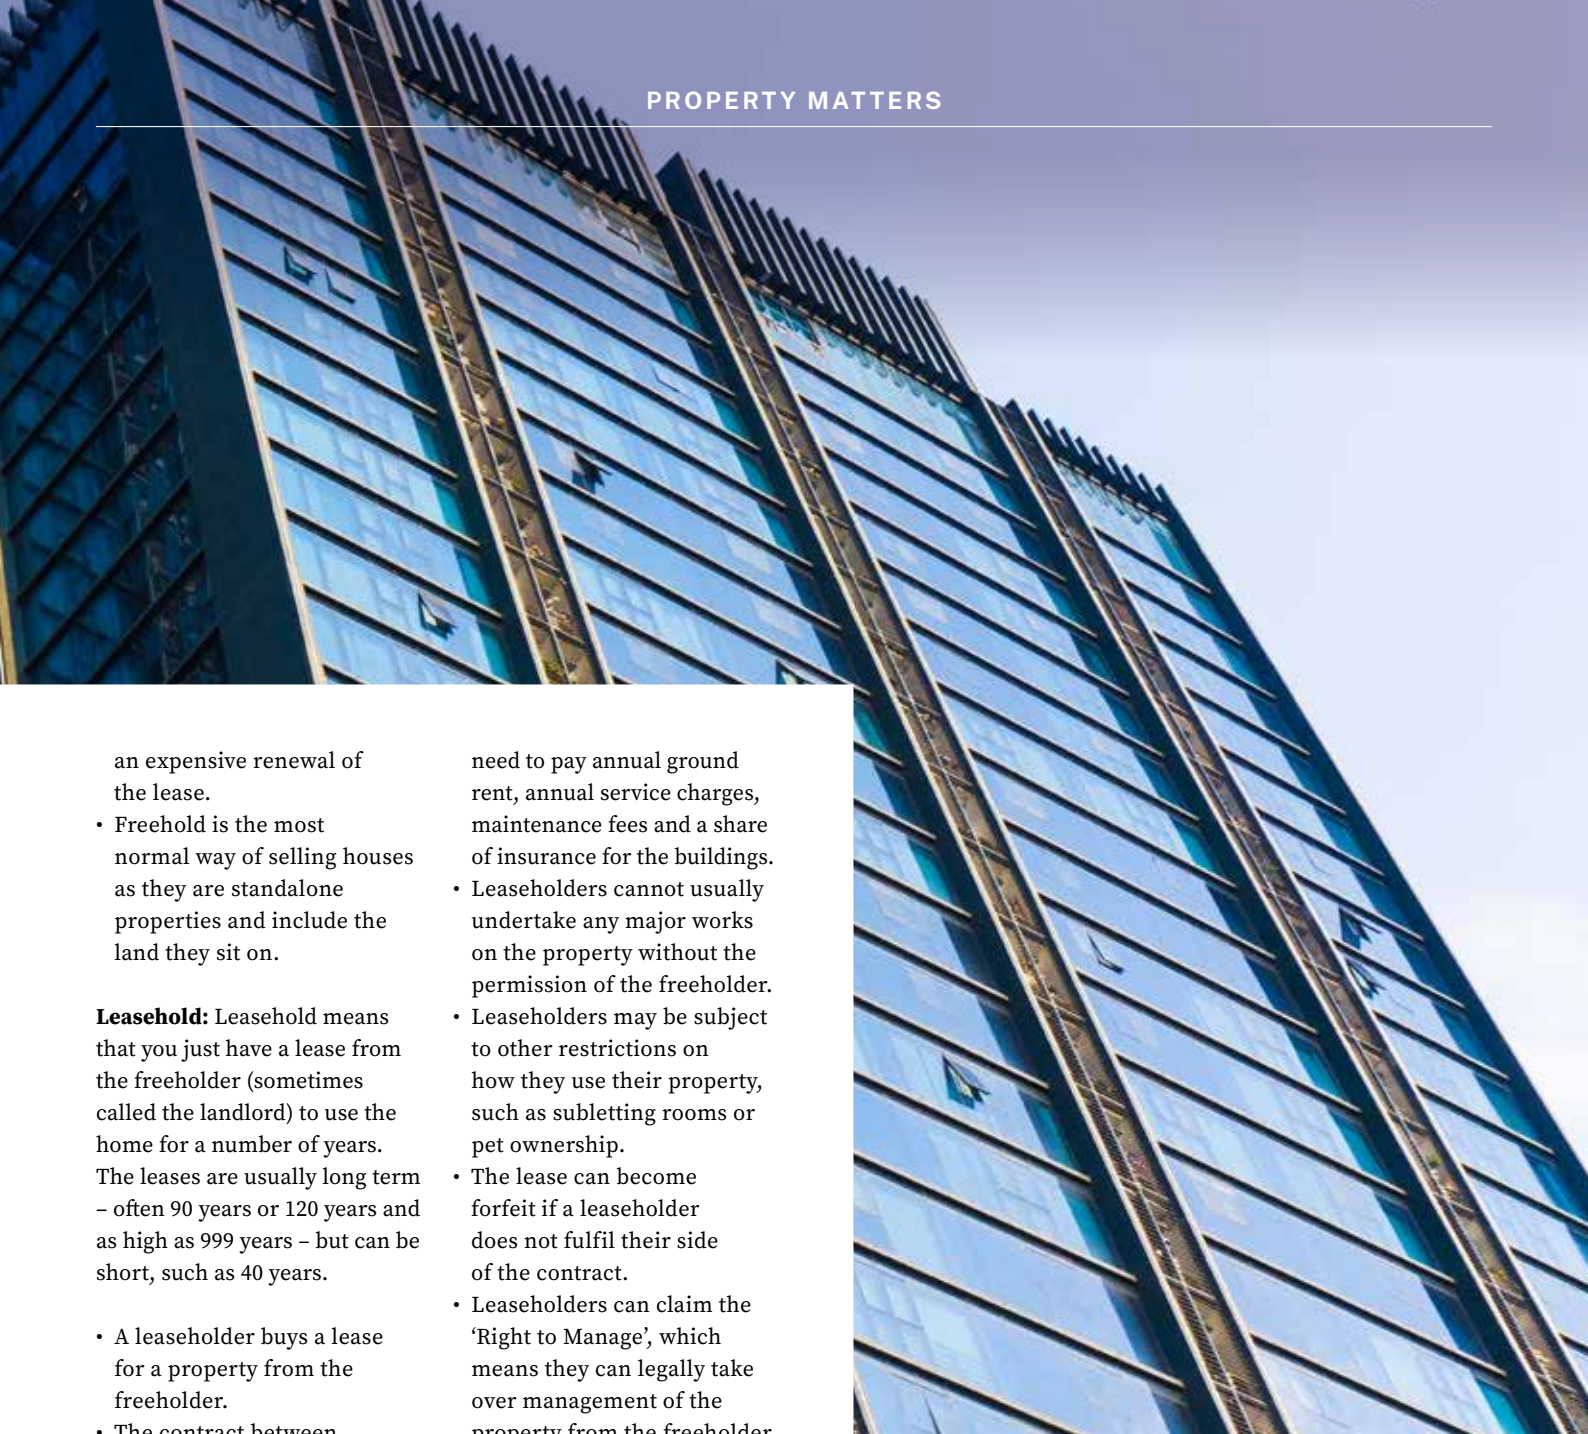 PROPERTY MATTERS
an expensive renewal of
the lease.
• Freehold is the most
normal way of selling houses
as they are standalone
properties and include the
land they sit on.
Leasehold: Leasehold means
that you just have a lease from
the freeholder (sometimes
called the landlord) to use the
home for a number of years.
The leases are usually long term
– often 90 years or 120 years and
as high as 999 years – but can be
short, such as 40 years.
• A leaseholder buys a lease
for a property from the
freeholder.
• The contract between
need to pay annual ground
rent, annual service charges,
maintenance fees and a share
of insurance for the buildings.
• Leaseholders cannot usually
undertake any major works
on the property without the
permission of the freeholder.
• Leaseholders may be subject
to other restrictions on
how they use their property,
such as subletting rooms or
pet ownership.
• The lease can become
forfeit if a leaseholder
does not fulfil their side
of the contract.
• Leaseholders can claim the
‘Right to Manage’, which
means they can legally take
over management of the
property from the freeholder